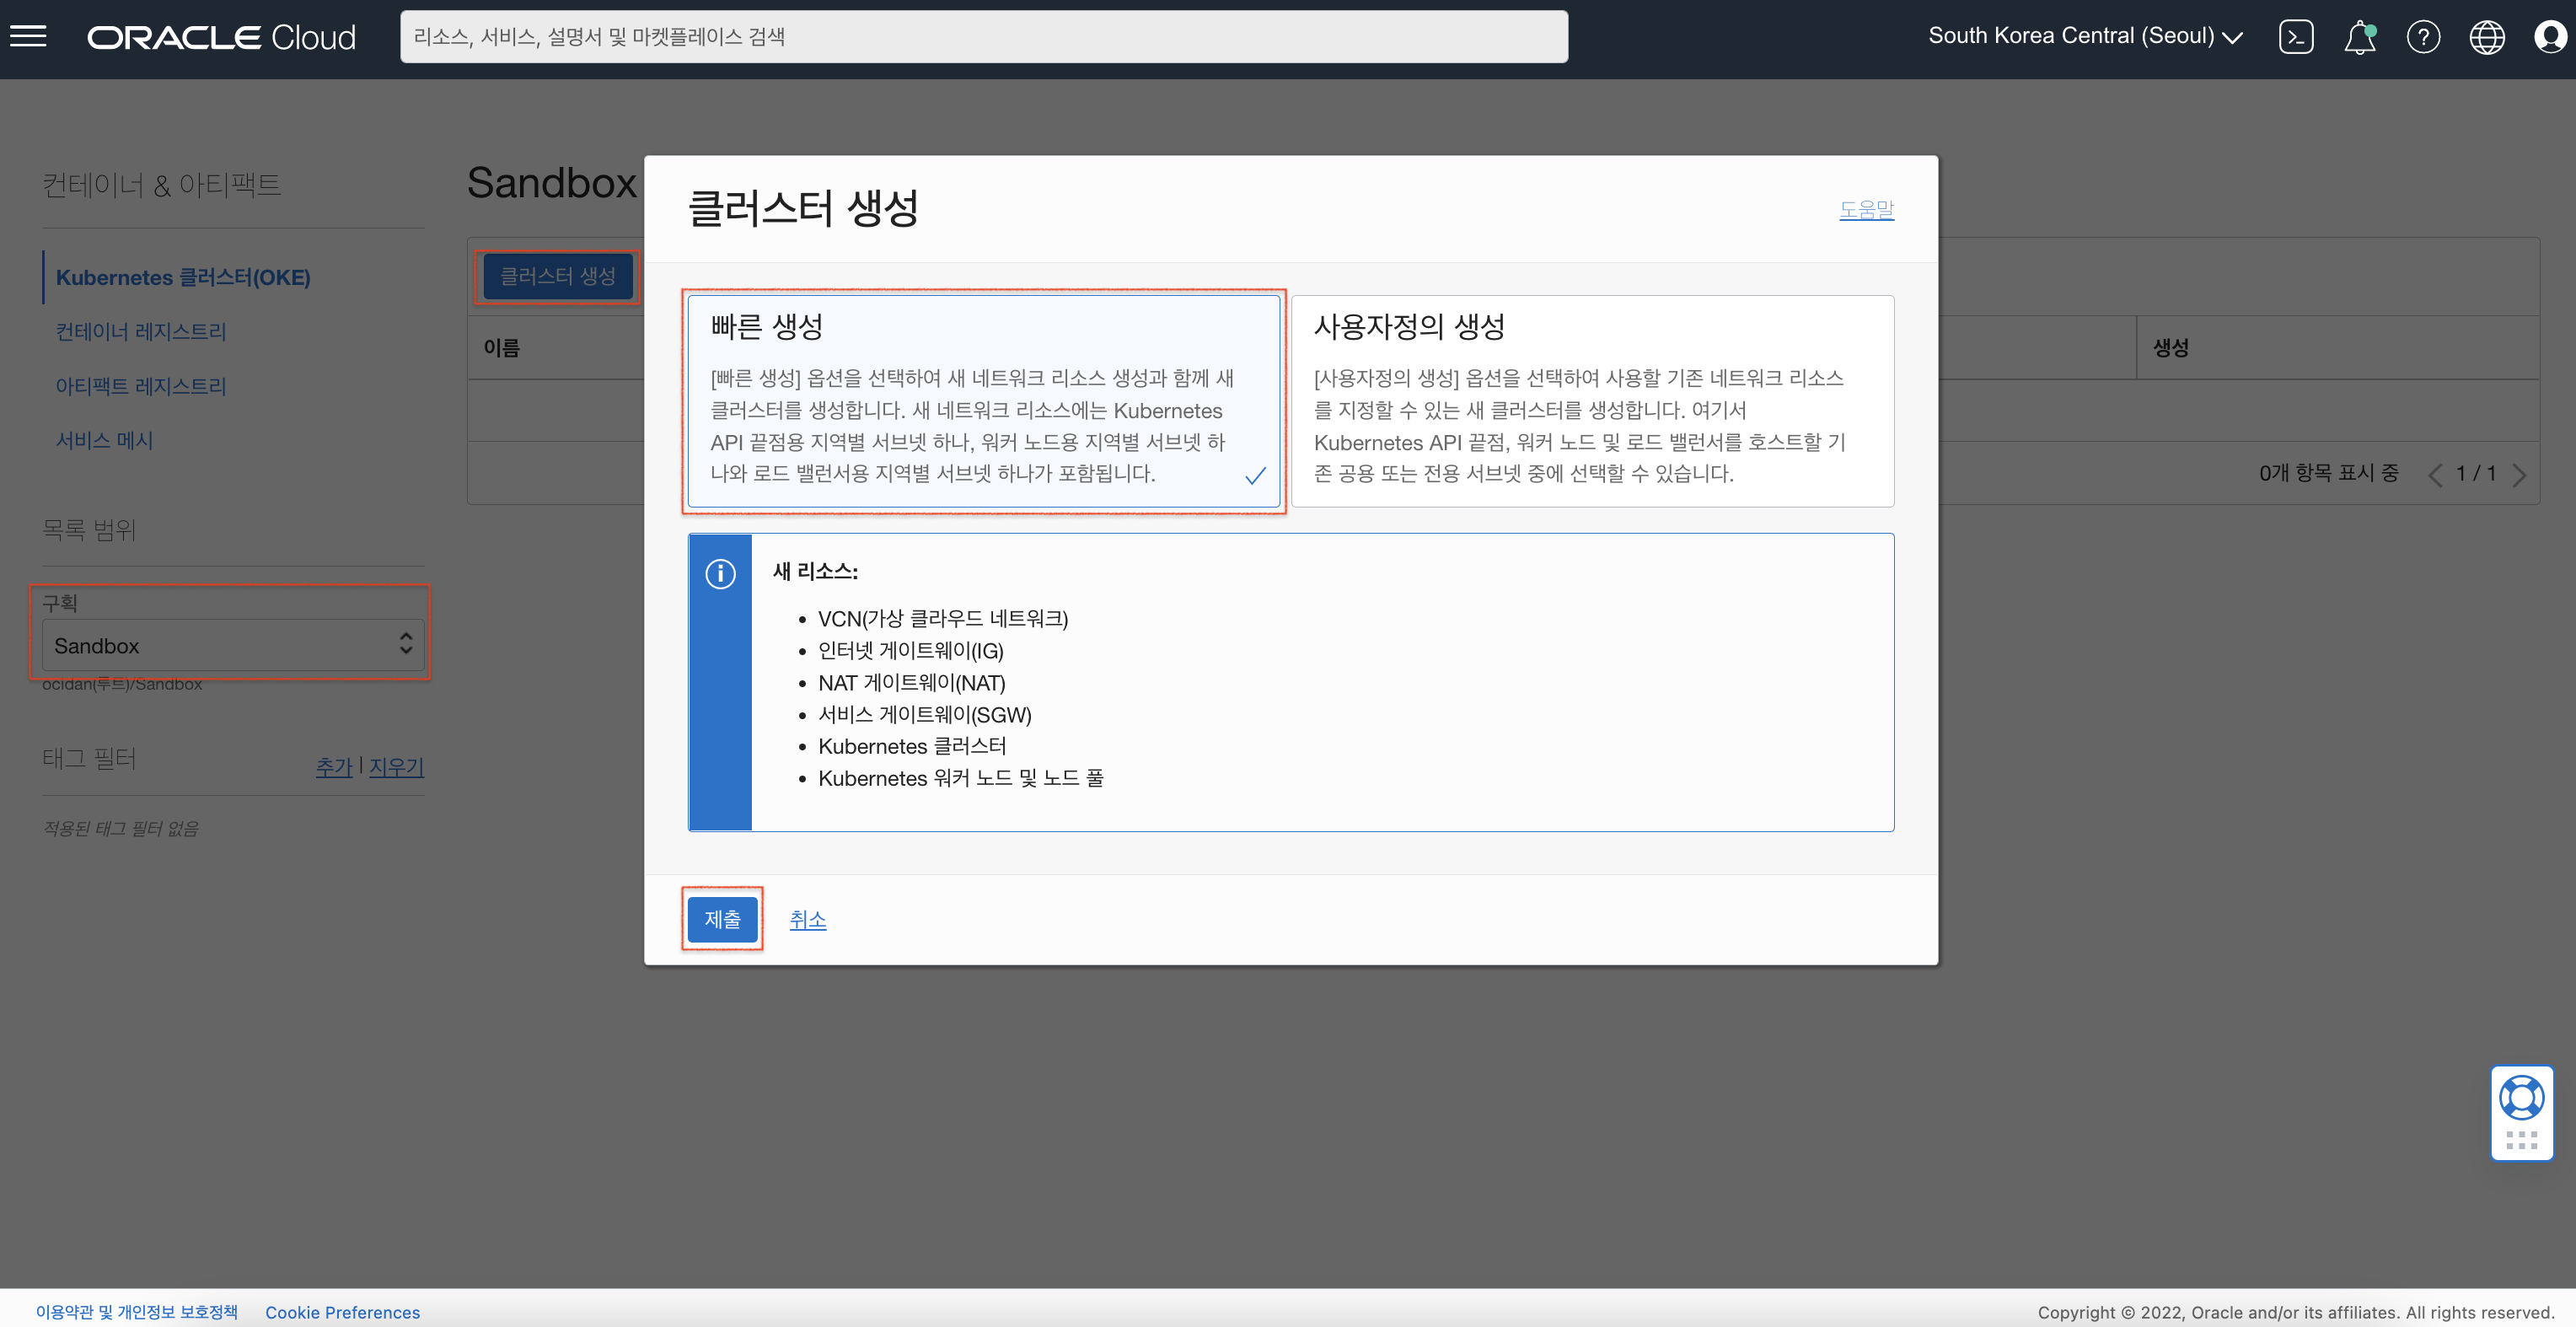 ORACLE Cloud
리소스, 서비스, 설명서 및 마켓플레이스 검색
South Korea Central (Seoul)
컨테이너 & 아티팩트
Kubernetes 클러스터(OKE)
컨테이너 레지스트리
아티팩트 레지스트리
서비스 메시
목록 범위
구획
Sandbox
ocidan(루트)/Sandbox
태그 필터
추가 | 지우기
적용된 태그 필터 없음
Sandbox
클러스터 생성
이름
생성
0개 항목 표시 중
1 / 1
클러스터 생성
도움말
빠른 생성
[빠른 생성] 옵션을 선택하여 새 네트워크 리소스 생성과 함께 새
클러스터를 생성합니다. 새 네트워크 리소스에는 Kubernetes
API 끝점용 지역별 서브넷 하나, 워커 노드용 지역별 서브넷 하
나와 로드 밸런서용 지역별 서브넷 하나가 포함됩니다.
사용자정의 생성
[사용자정의 생성] 옵션을 선택하여 사용할 기존 네트워크 리소스
를 지정할 수 있는 새 클러스터를 생성합니다. 여기서
Kubernetes API 끝점, 워커 노드 및 로드 밸런서를 호스트할 기
존 공용 또는 전용 서브넷 중에 선택할 수 있습니다.
새 리소스:
• VCN(가상 클라우드 네트워크)
• 인터넷 게이트웨이(IG)
• NAT 게이트웨이(NAT)
• 서비스 게이트웨이(SGW)
• Kubernetes 클러스터
• Kubernetes 워커 노드 및 노드 풀
제출
취소
이용약관 및 개인정보 보호정책
Cookie Preferences
Copyright © 2022, Oracle and/or its affiliates. All rights reserved.